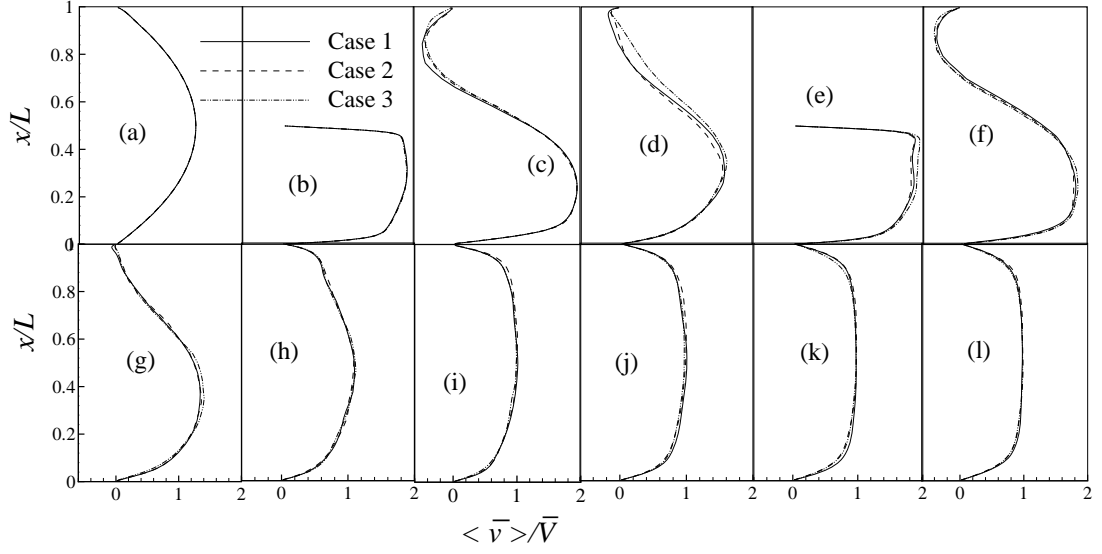 1
0.8
0.6
0.4
0.2
0
x/L
Case 1
Case 2
Case 3
(a)
(b)
(c)
(d)
(e)
(f)
1
0.8
0.6
0.4
0.2
0
x/L
(g)
(h)
(i)
(j)
(k)
(l)
0 1 2 0 1 2 0 1 2 0 1 2 0 1 2 0 1 2
< v̅ >/V̅